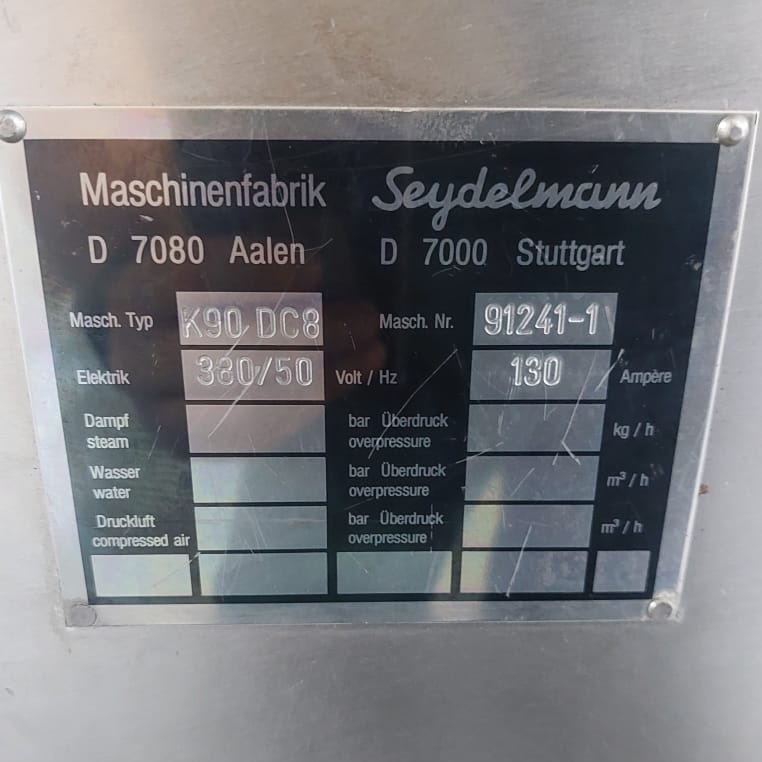 Maschinenfabrik Seydelmann
D 7080 Aalen D 7000 Stuttgart
Masch. Typ K90 DC8 Masch. Nr. 91241-1
Elektrik 380/50 Volt / Hz 130 Ampère
Dampf bar Überdruck kg / h
steam overpressure
Wasser bar Überdruck m³ / h
water overpressure
Druckluft bar Überdruck m³ / h
compressed air overpressure